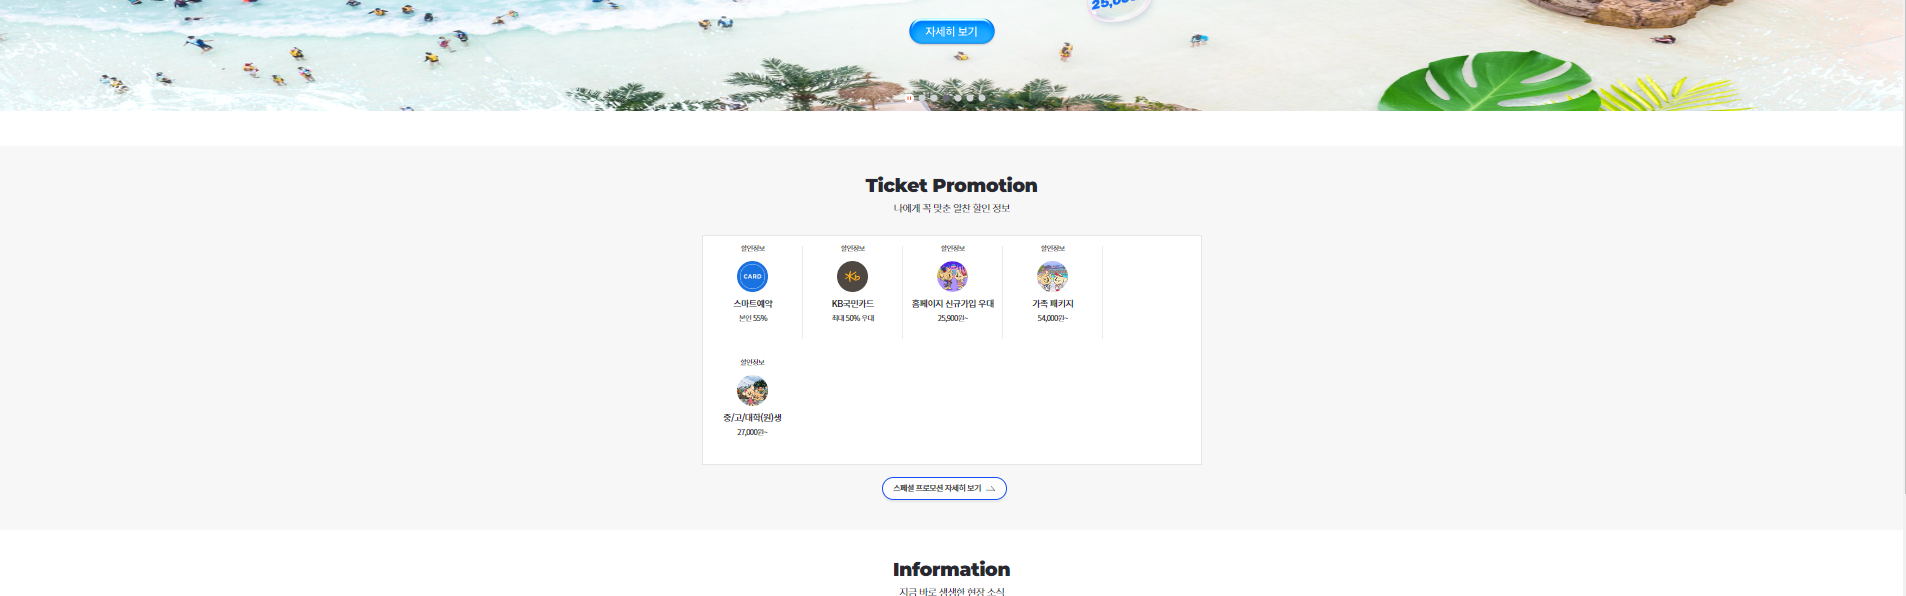 자세히 보기
Ticket Promotion
나에게 꼭 맞춘 알찬 할인 정보
할인정보
CARD
스마트예약
본인 55%
할인정보
KB국민카드
최대 50% 우대
할인정보
홈페이지 신규가입 우대
25,900원~
할인정보
가족 패키지
54,000원~
할인정보
중/고/대학(원)생
27,000원~
스페셜 프로모션 자세히 보기
Information
지금 바로 생생한 현장 소식